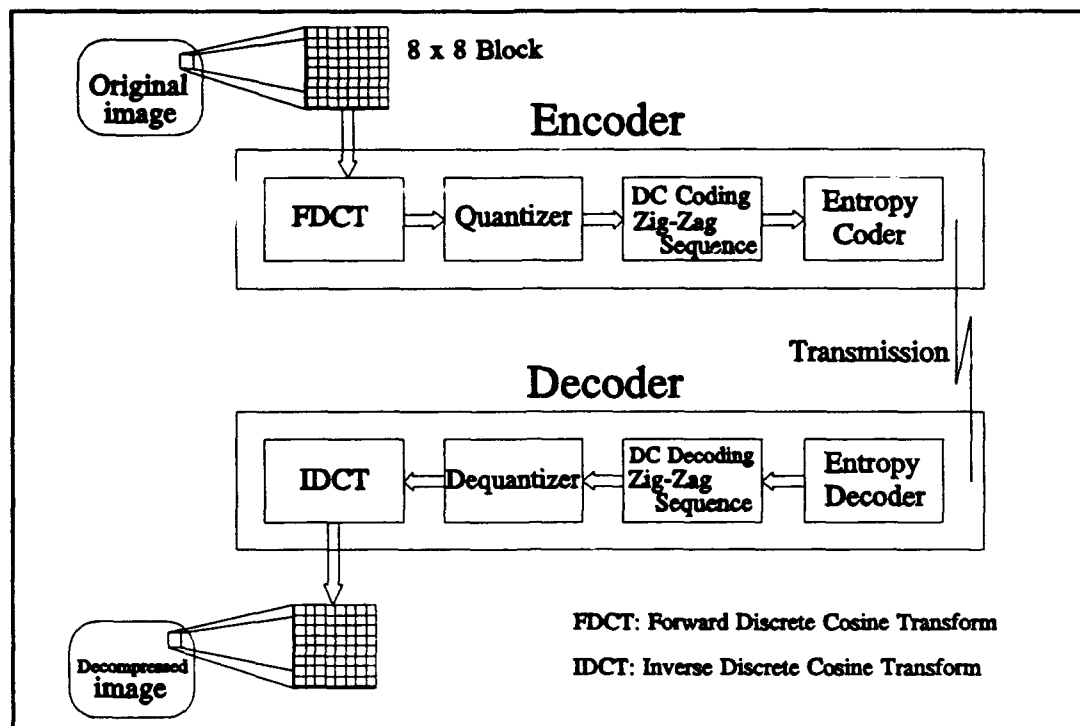 8 x 8 Block
Original
image
Encoder
FDCT
Quantizer
DC Coding
Zig-Zag
Sequence
Entropy
Coder
Transmission
Decoder
IDCT
Dequantizer
DC Decoding
Zig-Zag
Sequence
Entropy
Decoder
Decompressed
image
FDCT: Forward Discrete Cosine Transform
IDCT: Inverse Discrete Cosine Transform